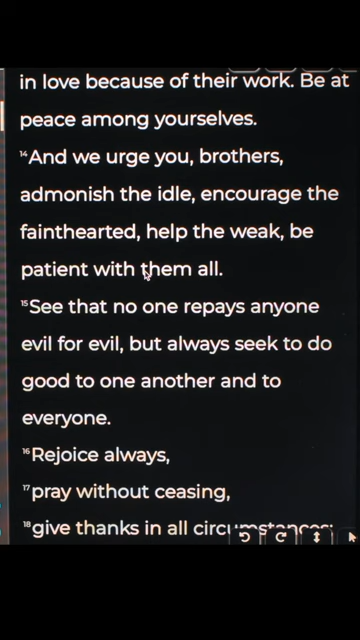 in love because of their work. Be at
peace among yourselves.
14And we urge you, brothers,
admonish the idle, encourage the
fainthearted, help the weak, be
patient with them all.
15See that no one repays anyone
evil for evil, but always seek to do
good to one another and to
everyone.
16Rejoice always,
17pray without ceasing,
18give thanks in all circumstances;